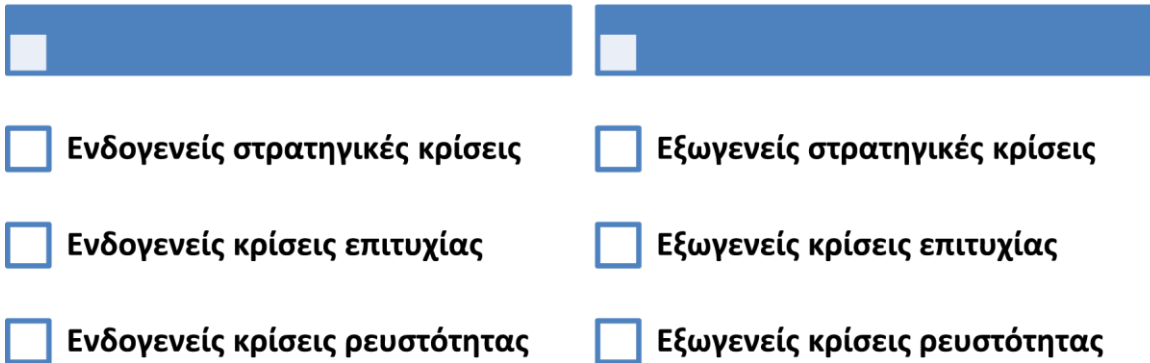 Ενδογενείς στρατηγικές κρίσεις
Ενδογενείς κρίσεις επιτυχίας
Ενδογενείς κρίσεις ρευστότητας
Εξωγενείς στρατηγικές κρίσεις
Εξωγενείς κρίσεις επιτυχίας
Εξωγενείς κρίσεις ρευστότητας